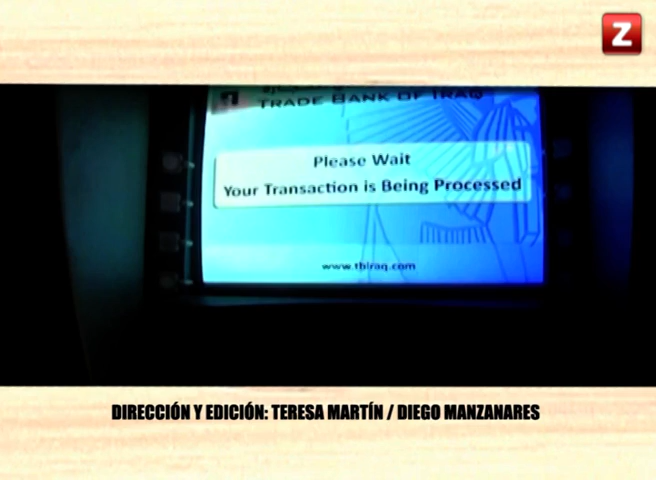 Z
TRADE BANK OF IRAQ
Please Wait
Your Transaction is Being Processed
www.tbiraq.com
DIRECCIÓN Y EDICIÓN: TERESA MARTÍN / DIEGO MANZANARES